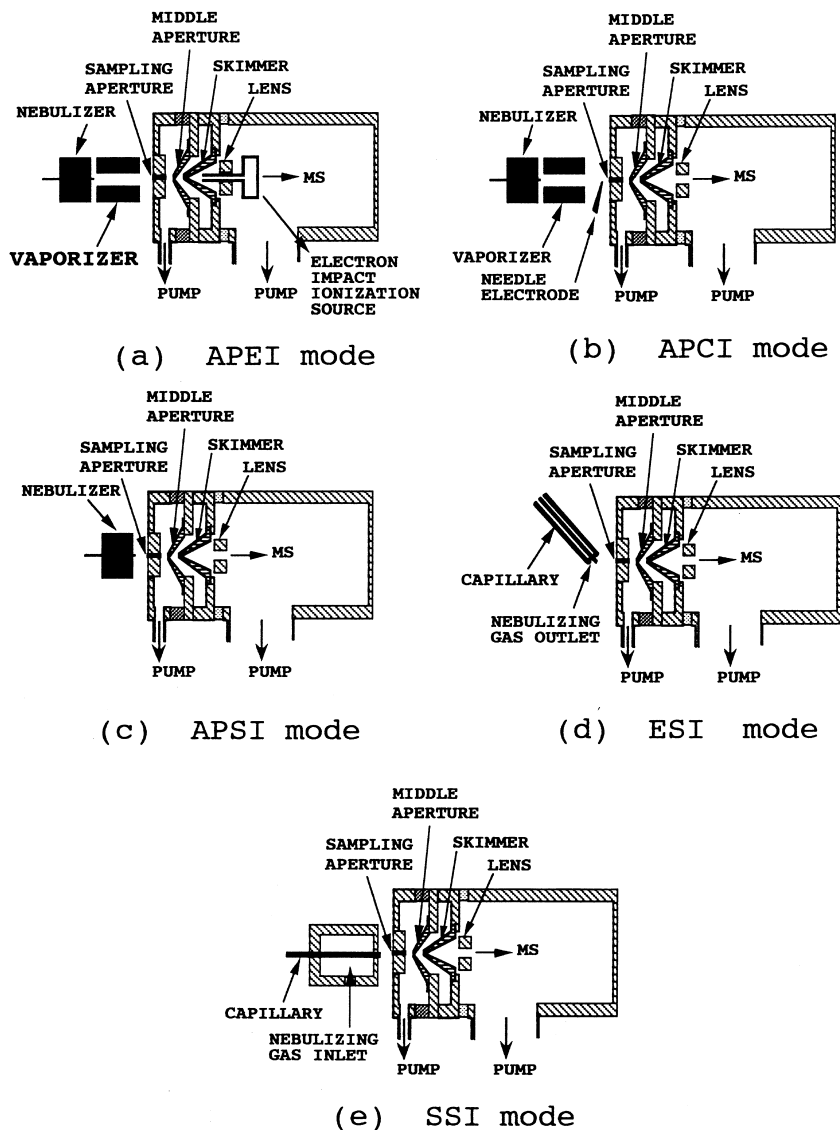 MIDDLE
APERTURE
SAMPLING
APERTURE
SKIMMER
LENS
NEBULIZER
MS
VAPORIZER
PUMP
PUMP
ELECTRON
IMPACT
IONIZATION
SOURCE
(a) APEI mode
MIDDLE
APERTURE
SAMPLING
APERTURE
SKIMMER
LENS
NEBULIZER
MS
VAPORIZER
NEEDLE
ELECTRODE
PUMP
PUMP
(b) APCI mode
MIDDLE
APERTURE
SAMPLING
APERTURE
SKIMMER
LENS
NEBULIZER
MS
PUMP
PUMP
(c) APSI mode
MIDDLE
APERTURE
SAMPLING
APERTURE
SKIMMER
LENS
MS
CAPILLARY
NEBULIZING
GAS OUTLET
PUMP
PUMP
(d) ESI mode
MIDDLE
APERTURE
SAMPLING
APERTURE
SKIMMER
LENS
MS
CAPILLARY
NEBULIZING
GAS INLET
PUMP
PUMP
(e) SSI mode